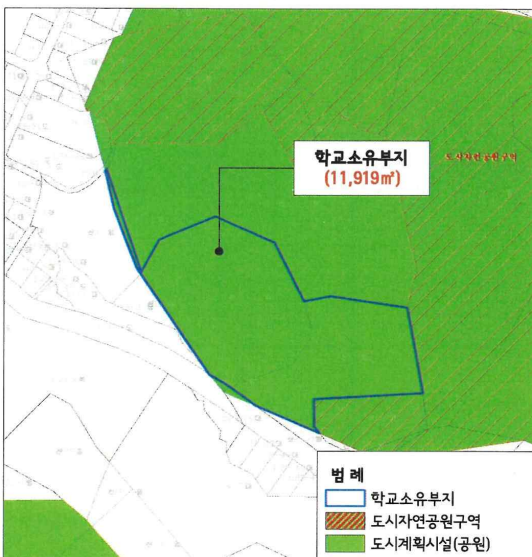 학교소유부지
(11,919㎡)
도시자연공원구역
범 례
학교소유부지
도시자연공원구역
도시계획시설(공원)